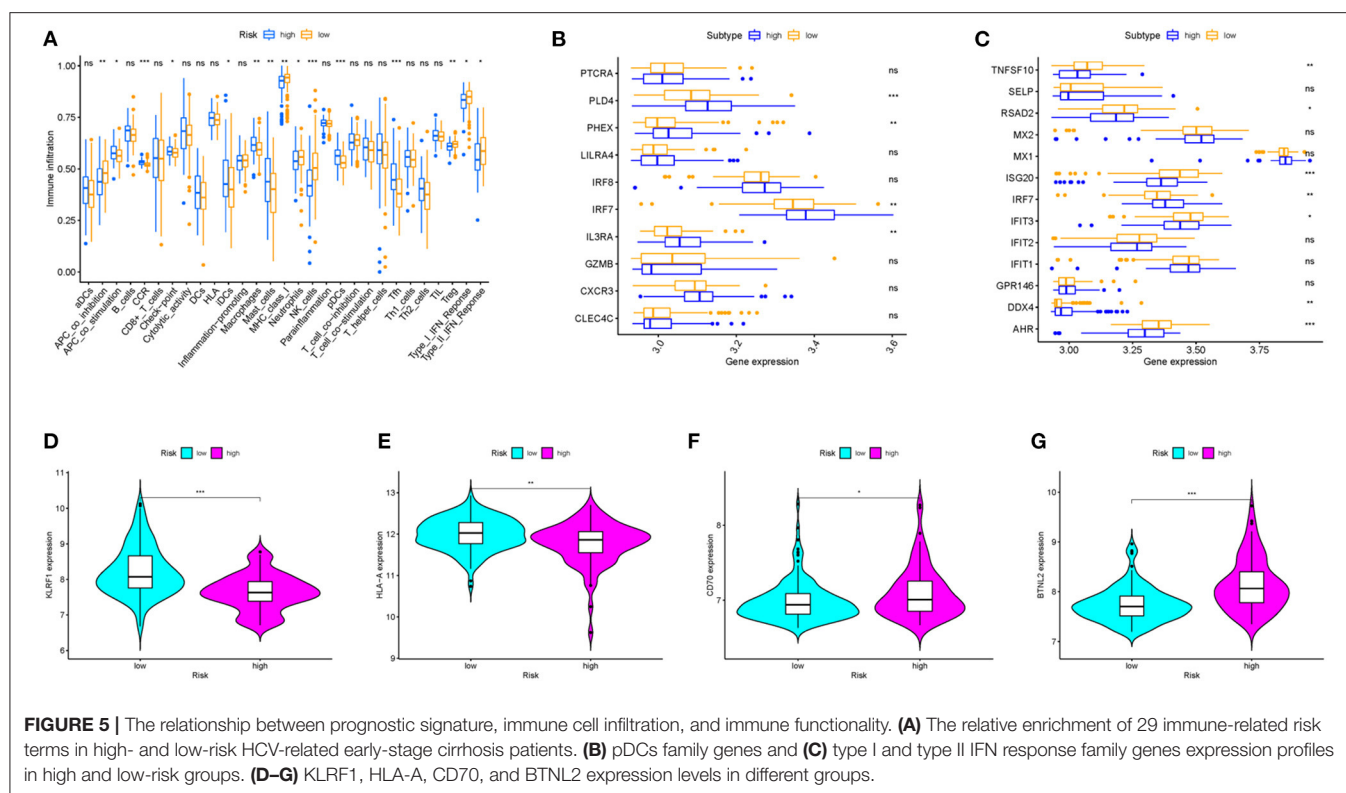 A
Risk high low
ns ** * ns *** ns * ns ns ns * ns ** ** ** * *** ns ** ns ns ns *** ns ns ns ** * *
1.00
0.75
0.50
0.25
0.00
Immune infiltration
aDCs
APC_co_inhibition
APC_co_stimulation
B_cells
CCR
CD8+_T_cells
Check-point
Cytolytic_activity
DCs
HLA
iDCs
Inflammation-promoting
Macrophages
Mast_cells
MHC_class_I
Neutrophils
NK_cells
Parainflammation
pDCs
T_cell_co-inhibition
T_cell_co-stimulation
T_helper_cells
Tfh
Th1_cells
Th2_cells
TIL
Treg
Type_I_IFN_Reponse
Type_II_IFN_Reponse
B
Subtype high low
PTCRA ns
PLD4 ***
PHEX **
LILRA4 ns
IRF8 ns
IRF7 **
IL3RA **
GZMB ns
CXCR3 ns
CLEC4C ns
3.0 3.2 3.4 3.6
Gene expression
C
Subtype high low
TNFSF10 **
SELP ns
RSAD2 *
MX2 ns
MX1 ns
ISG20 ***
IRF7 **
IFIT3 *
IFIT2 ns
IFIT1 ns
GPR146 ns
DDX4 **
AHR ***
3.00 3.25 3.50 3.75
Gene expression
D
Risk low high
***
11
10
9
8
7
6
KLRF1 expression
low high
Risk
E
Risk low high
**
13
12
11
10
9
HLA-A expression
low high
Risk
F
Risk low high
*
8
7
CD70 expression
low high
Risk
G
Risk low high
***
10
9
8
7
BTNL2 expression
low high
Risk
FIGURE 5 | The relationship between prognostic signature, immune cell infiltration, and immune functionality. (A) The relative enrichment of 29 immune-related risk
terms in high- and low-risk HCV-related early-stage cirrhosis patients. (B) pDCs family genes and (C) type I and type II IFN response family genes expression profiles
in high and low-risk groups. (D–G) KLRF1, HLA-A, CD70, and BTNL2 expression levels in different groups.